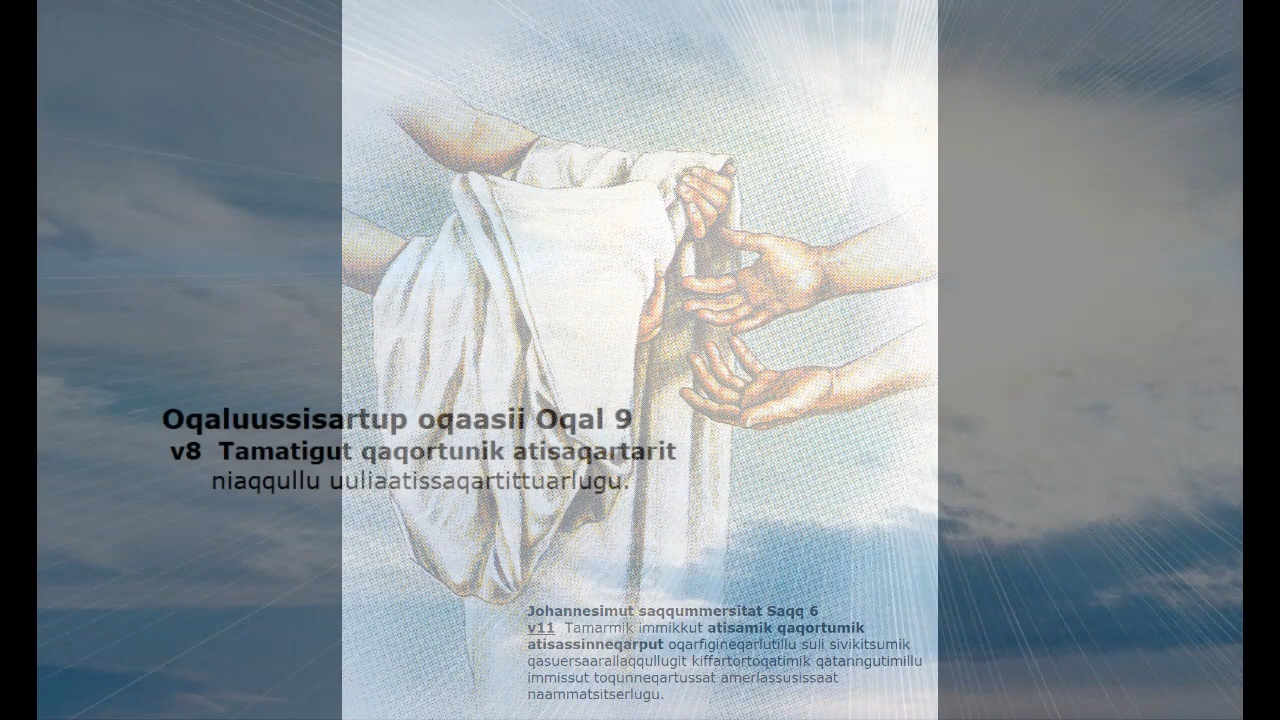 Oqaluussisartup oqaasii Oqal 9
v8 Tamatigut qaqortunik atisaqartarit
niaqqullu uuliaatissaqartittuarlugu.
Johannesimut saqqummersitat Saqq 6
v11 Tamarmik immikkut atisamik qaqortumik
atisassinneqarput oqarfigineqarlutillu suli sivikitsumik
qasuersaarallaqqullugit kiffartortoqatimik qatanngutimillu
immissut toqunneqartussat amerlassusissaat
naammatsitserlugu.